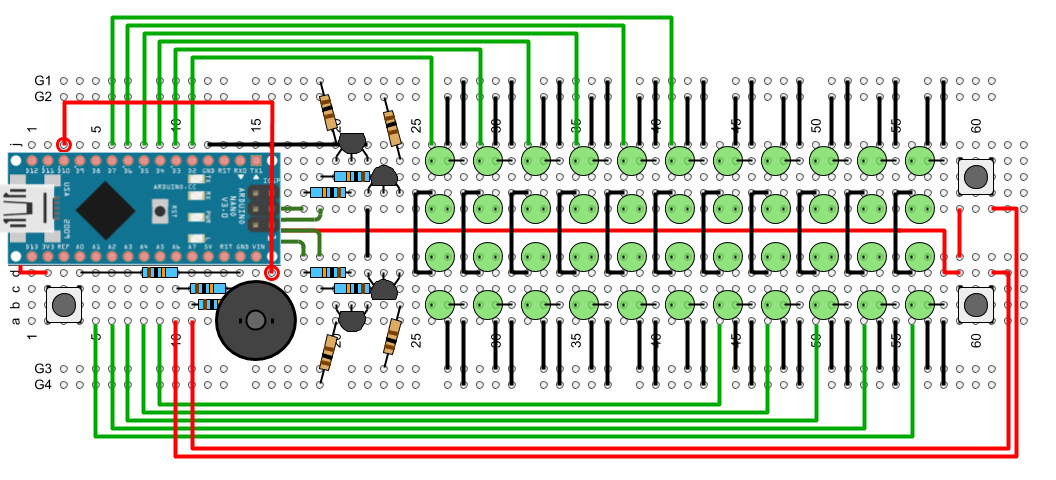 G1
G2
1 5 10 15 20 25 30 35 40 45 50 55 60
j
D12 D11 D10 D9 D8 D7 D6 D5 D4 D3 D2 GND RST RX0 TX1
USA
2009
ARDUINO.CC
RST
TX
RX
PWR
L
ARDUINO
NANO
V3.0
ICSP
D13 3V3 REF A0 A1 A2 A3 A4 A5 A6 A7 5V RST GND VIN
d
c
b
a
1 5 10 20 25 30 35 40 45 50 55 60
G3
G4